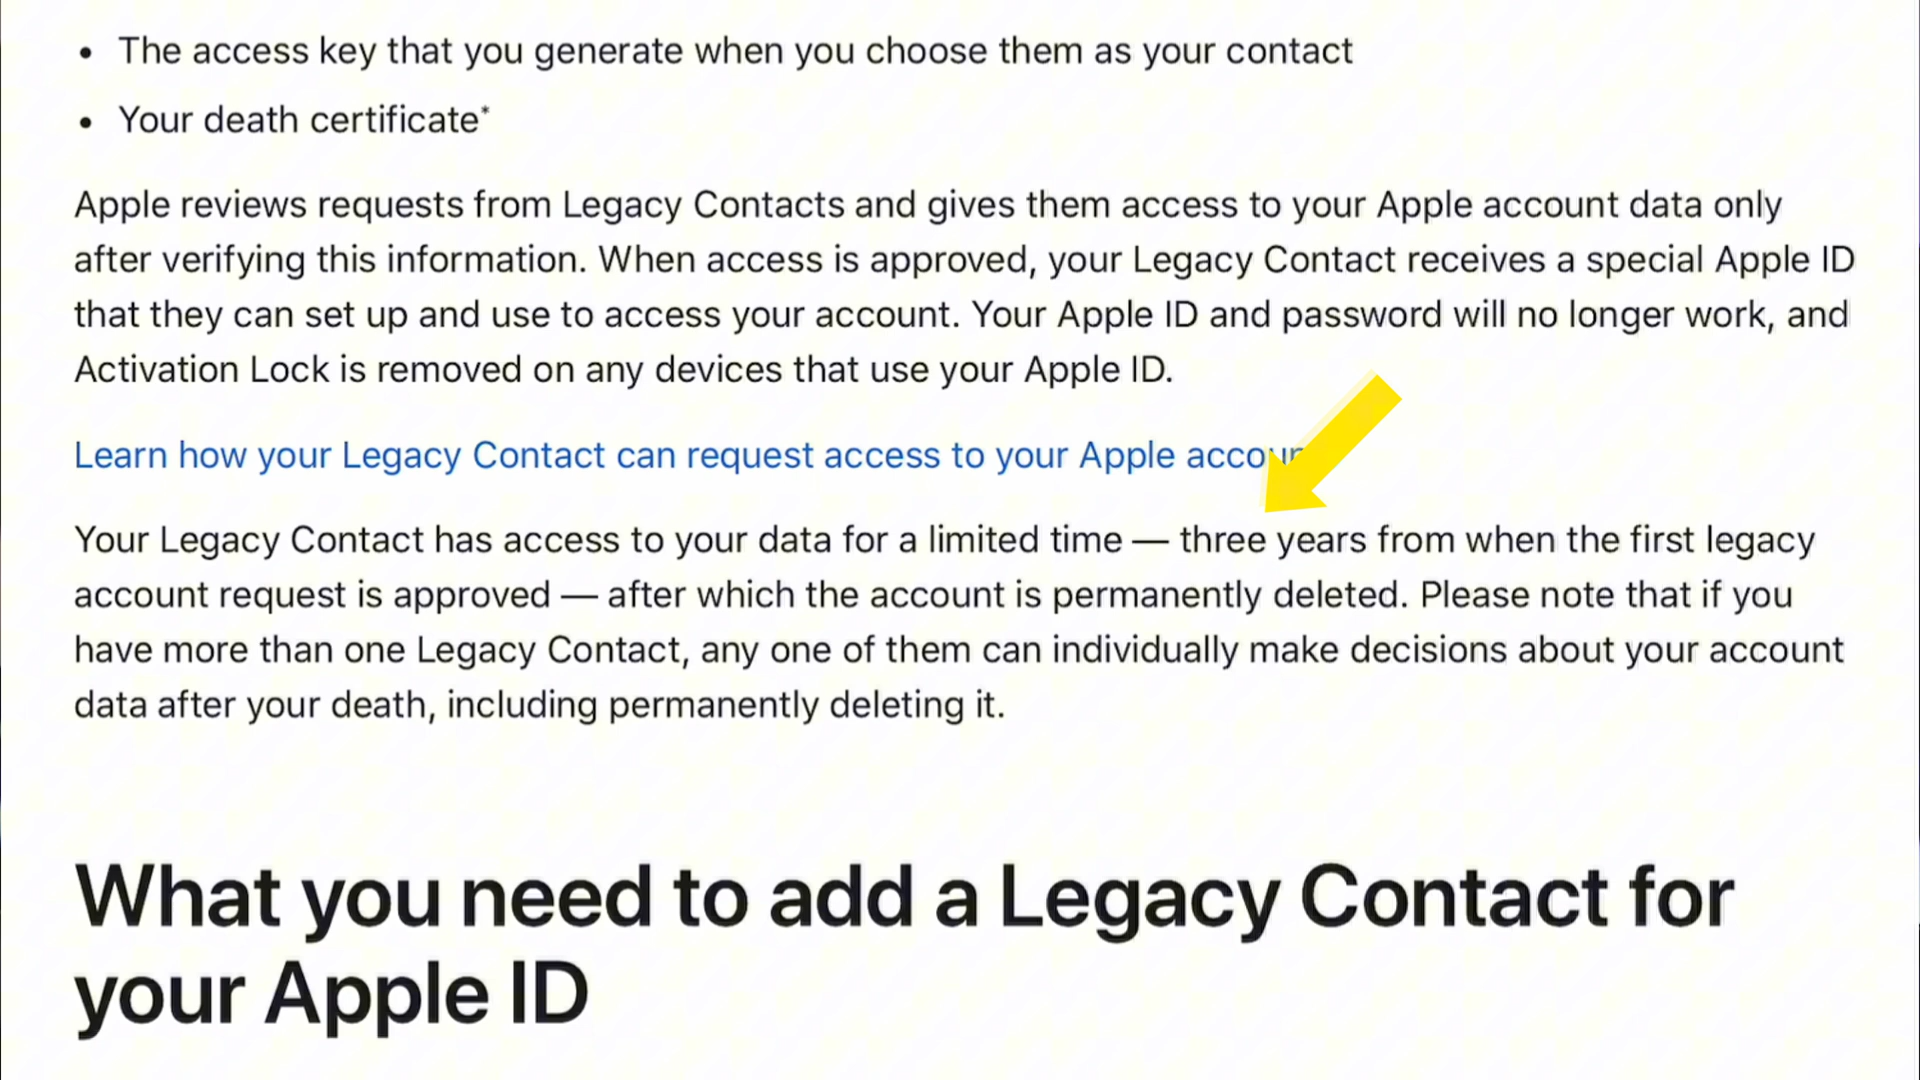 • The access key that you generate when you choose them as your contact
• Your death certificate*
Apple reviews requests from Legacy Contacts and gives them access to your Apple account data only
after verifying this information. When access is approved, your Legacy Contact receives a special Apple ID
that they can set up and use to access your account. Your Apple ID and password will no longer work, and
Activation Lock is removed on any devices that use your Apple ID.
Learn how your Legacy Contact can request access to your Apple
Your Legacy Contact has access to your data for a limited time — three years from when the first legacy
account request is approved — after which the account is permanently deleted. Please note that if you
have more than one Legacy Contact, any one of them can individually make decisions about your account
data after your death, including permanently deleting it.
What you need to add a Legacy Contact for
your Apple ID